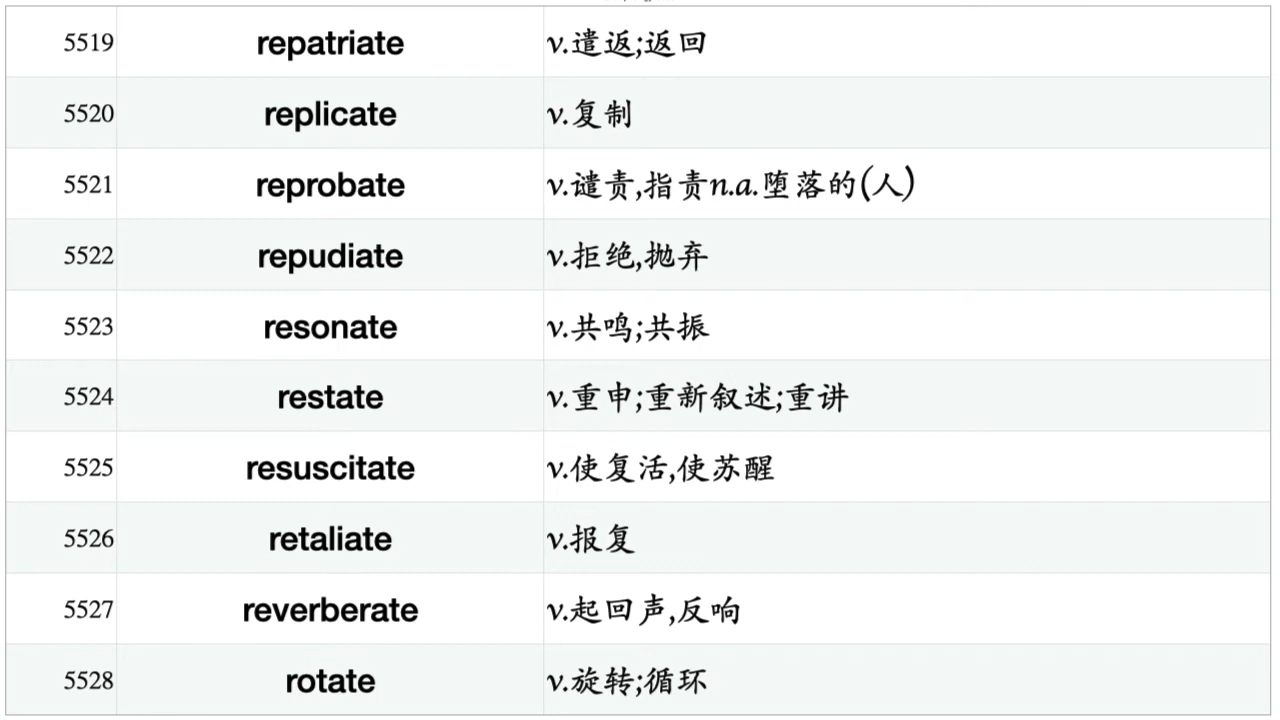 5519 repatriate v.遣返;返回
5520 replicate v.复制
5521 reprobate v.谴责,指责n.a.堕落的(人)
5522 repudiate v.拒绝,抛弃
5523 resonate v.共鸣;共振
5524 restate v.重申;重新叙述;重讲
5525 resuscitate v.使复活,使苏醒
5526 retaliate v.报复
5527 reverberate v.起回声,反响
5528 rotate v.旋转;循环